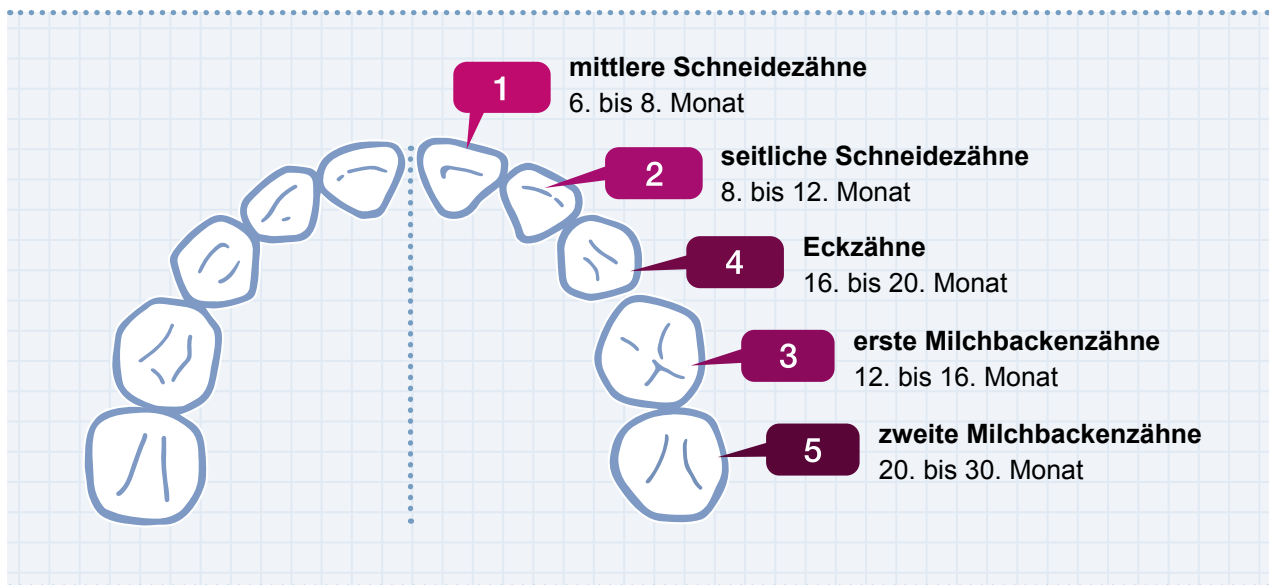 1
mittlere Schneidezähne
6. bis 8. Monat
2
seitliche Schneidezähne
8. bis 12. Monat
4
Eckzähne
16. bis 20. Monat
3
erste Milchbackenzähne
12. bis 16. Monat
5
zweite Milchbackenzähne
20. bis 30. Monat